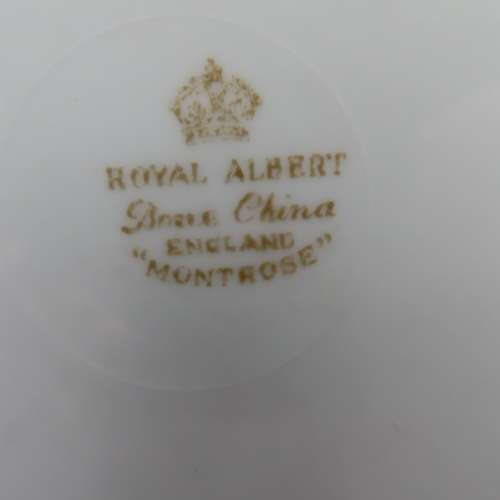 ROYAL ALBERT
Bone China
ENGLAND
"MONTROSE"